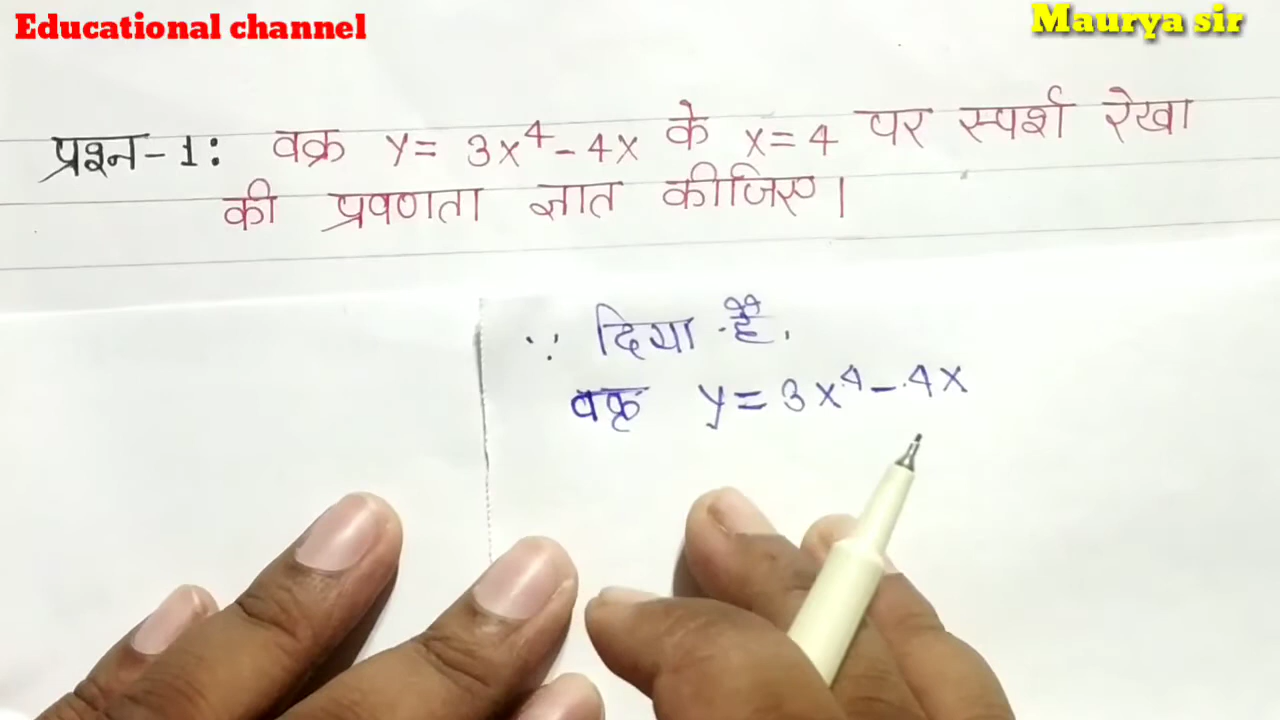 Educational channel
Maurya sir
प्रश्न-1: वक्र y = 3x⁴ - 4x के x = 4 पर स्पर्श रेखा
की प्रवणता ज्ञात कीजिए।
∵ दिया है,
वक्र y = 3x⁴ - 4x